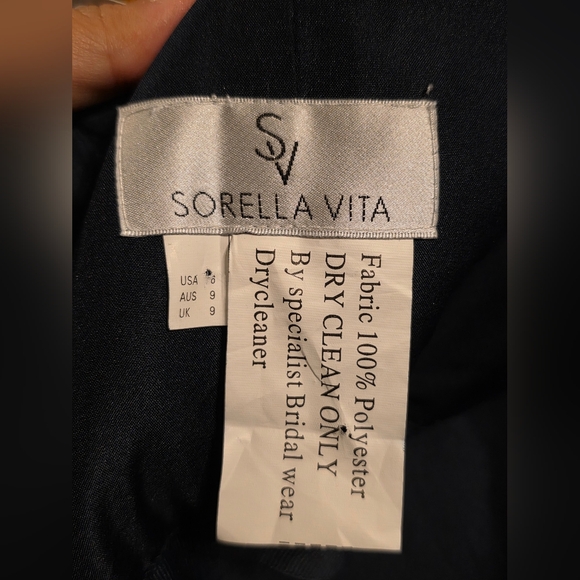 SV
SORELLA VITA
USA 8
AUS 9
UK 9
Fabric 100% Polyester
DRY CLEAN ONLY
By specialist Bridal wear
Drycleaner